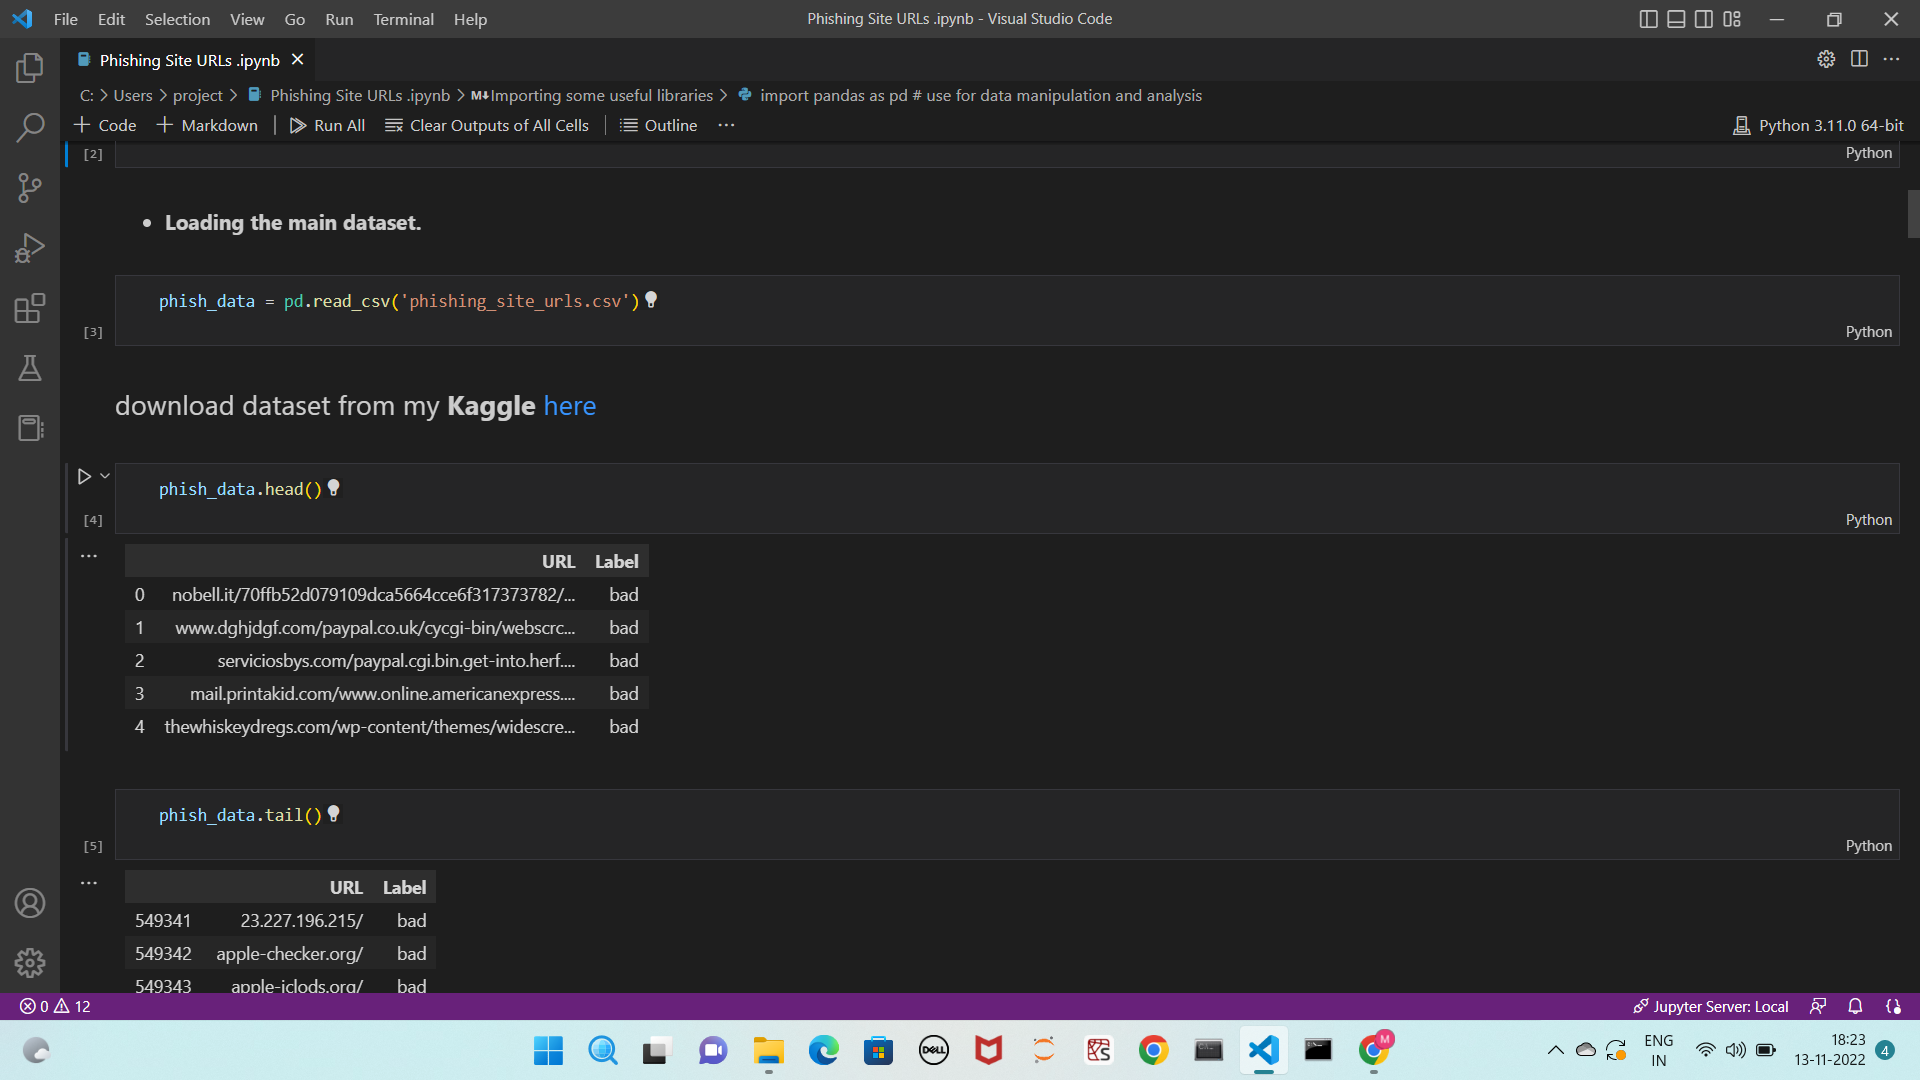 File Edit Selection View Go Run Terminal Help
Phishing Site URLs .ipynb - Visual Studio Code
Phishing Site URLs .ipynb
C: > Users > project > Phishing Site URLs .ipynb > M↓Importing some useful libraries > import pandas as pd # use for data manipulation and analysis
+ Code + Markdown Run All Clear Outputs of All Cells Outline ··· Python 3.11.0 64-bit
[2] Python
• Loading the main dataset.
phish_data = pd.read_csv('phishing_site_urls.csv')
[3] Python
download dataset from my Kaggle here
phish_data.head()
[4] Python
URL Label
0 nobell.it/70ffb52d079109dca5664cce6f317373782/... bad
1 www.dghjdgf.com/paypal.co.uk/cycgi-bin/webscrc... bad
2 serviciosbys.com/paypal.cgi.bin.get-into.herf.... bad
3 mail.printakid.com/www.online.americanexpress.... bad
4 thewhiskeydregs.com/wp-content/themes/widescre... bad
phish_data.tail()
[5] Python
URL Label
549341 23.227.196.215/ bad
549342 apple-checker.org/ bad
549343 apple-iclods.org/ bad
0 12
Jupyter Server: Local
DELL
M
ENG
IN
18:23
13-11-2022
4